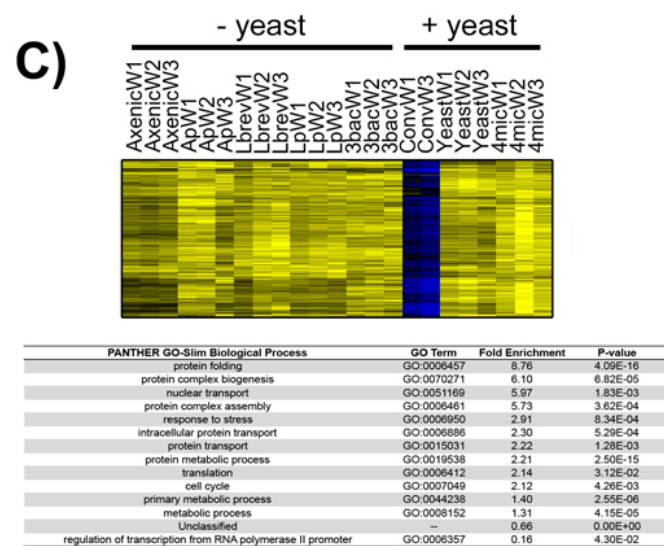 C)
- yeast
+ yeast
AxenicW1
AxenicW2
AxenicW3
ApW1
ApW2
ApW3
LbrevW1
LbrevW2
LbrevW3
LpW1
LpW2
LpW3
3bacW1
3bacW2
3bacW3
ConvW1
ConvW3
YeastW1
YeastW2
YeastW3
4micW1
4micW2
4micW3
PANTHER GO-Slim Biological Process GO Term Fold Enrichment P-value
protein folding GO:0006457 8.76 4.09E-16
protein complex biogenesis GO:0070271 6.10 6.82E-05
nuclear transport GO:0051169 5.97 1.83E-03
protein complex assembly GO:0006461 5.73 3.62E-04
response to stress GO:0006950 2.91 8.34E-04
intracellular protein transport GO:0006886 2.30 5.29E-04
protein transport GO:0015031 2.22 1.28E-03
protein metabolic process GO:0019538 2.21 2.50E-15
translation GO:0006412 2.14 3.12E-02
cell cycle GO:0007049 2.12 4.26E-03
primary metabolic process GO:0044238 1.40 2.55E-06
metabolic process GO:0008152 1.31 4.15E-05
Unclassified -- 0.66 0.00E+00
regulation of transcription from RNA polymerase II promoter GO:0006357 0.16 4.30E-02